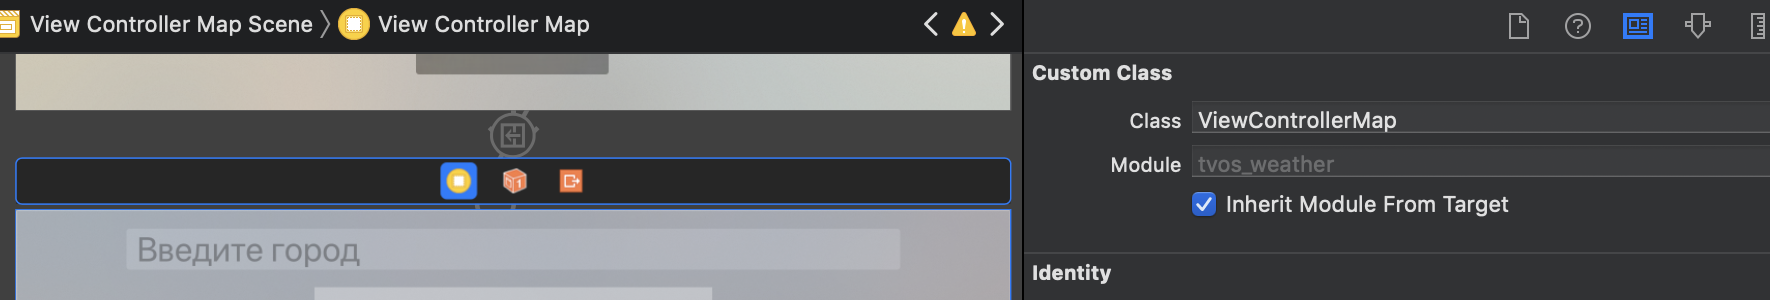 View Controller Map Scene
View Controller Map
Custom Class
Class ViewControllerMap
Module tvos_weather
Inherit Module From Target
Введите город
Identity